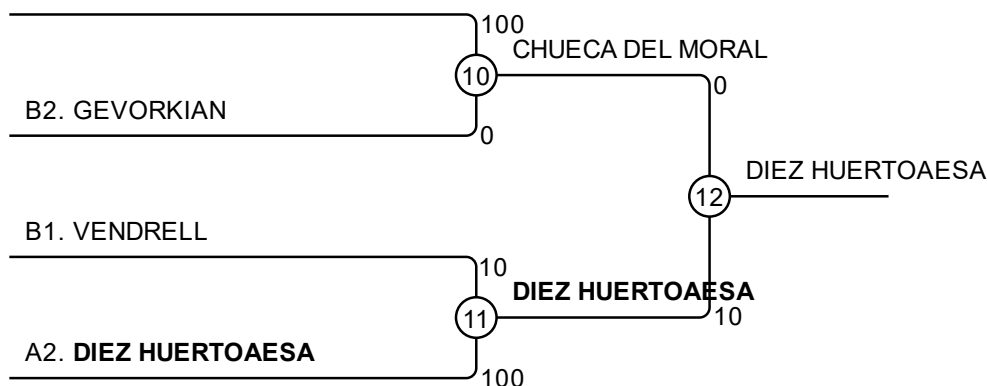 100
CHUECA DEL MORAL
10
0
B2. GEVORKIAN
0
DIEZ HUERTOAESA
12
B1. VENDRELL
10
DIEZ HUERTOAESA
11
10
A2. DIEZ HUERTOAESA
100